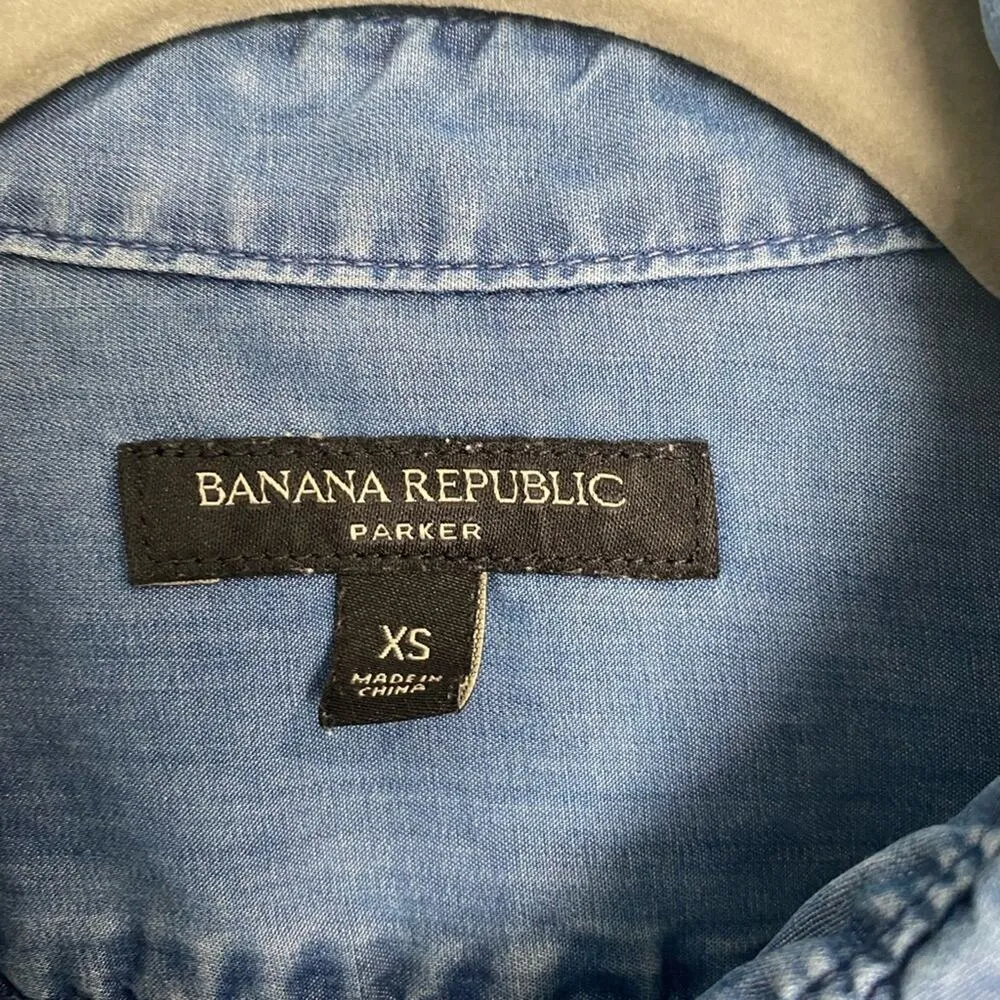 BANANA REPUBLIC
PARKER
XS
MADE IN
CHINA